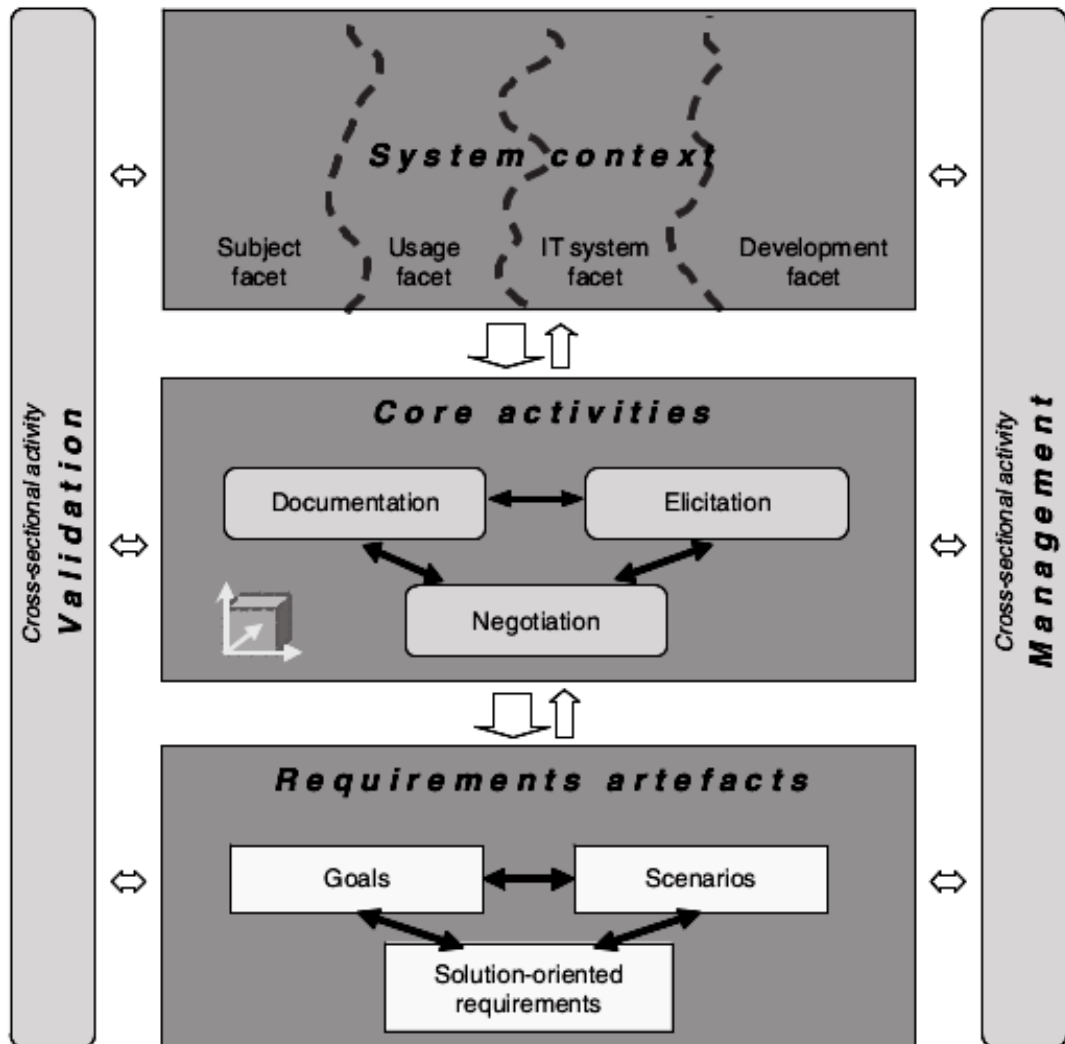 System context
Subject
facet
Usage
facet
IT system
facet
Development
facet
Core activities
Documentation
Elicitation
Negotiation
Requirements artefacts
Goals
Scenarios
Solution-oriented
requirements
Cross-sectional activity
Validation
Cross-sectional activity
Management